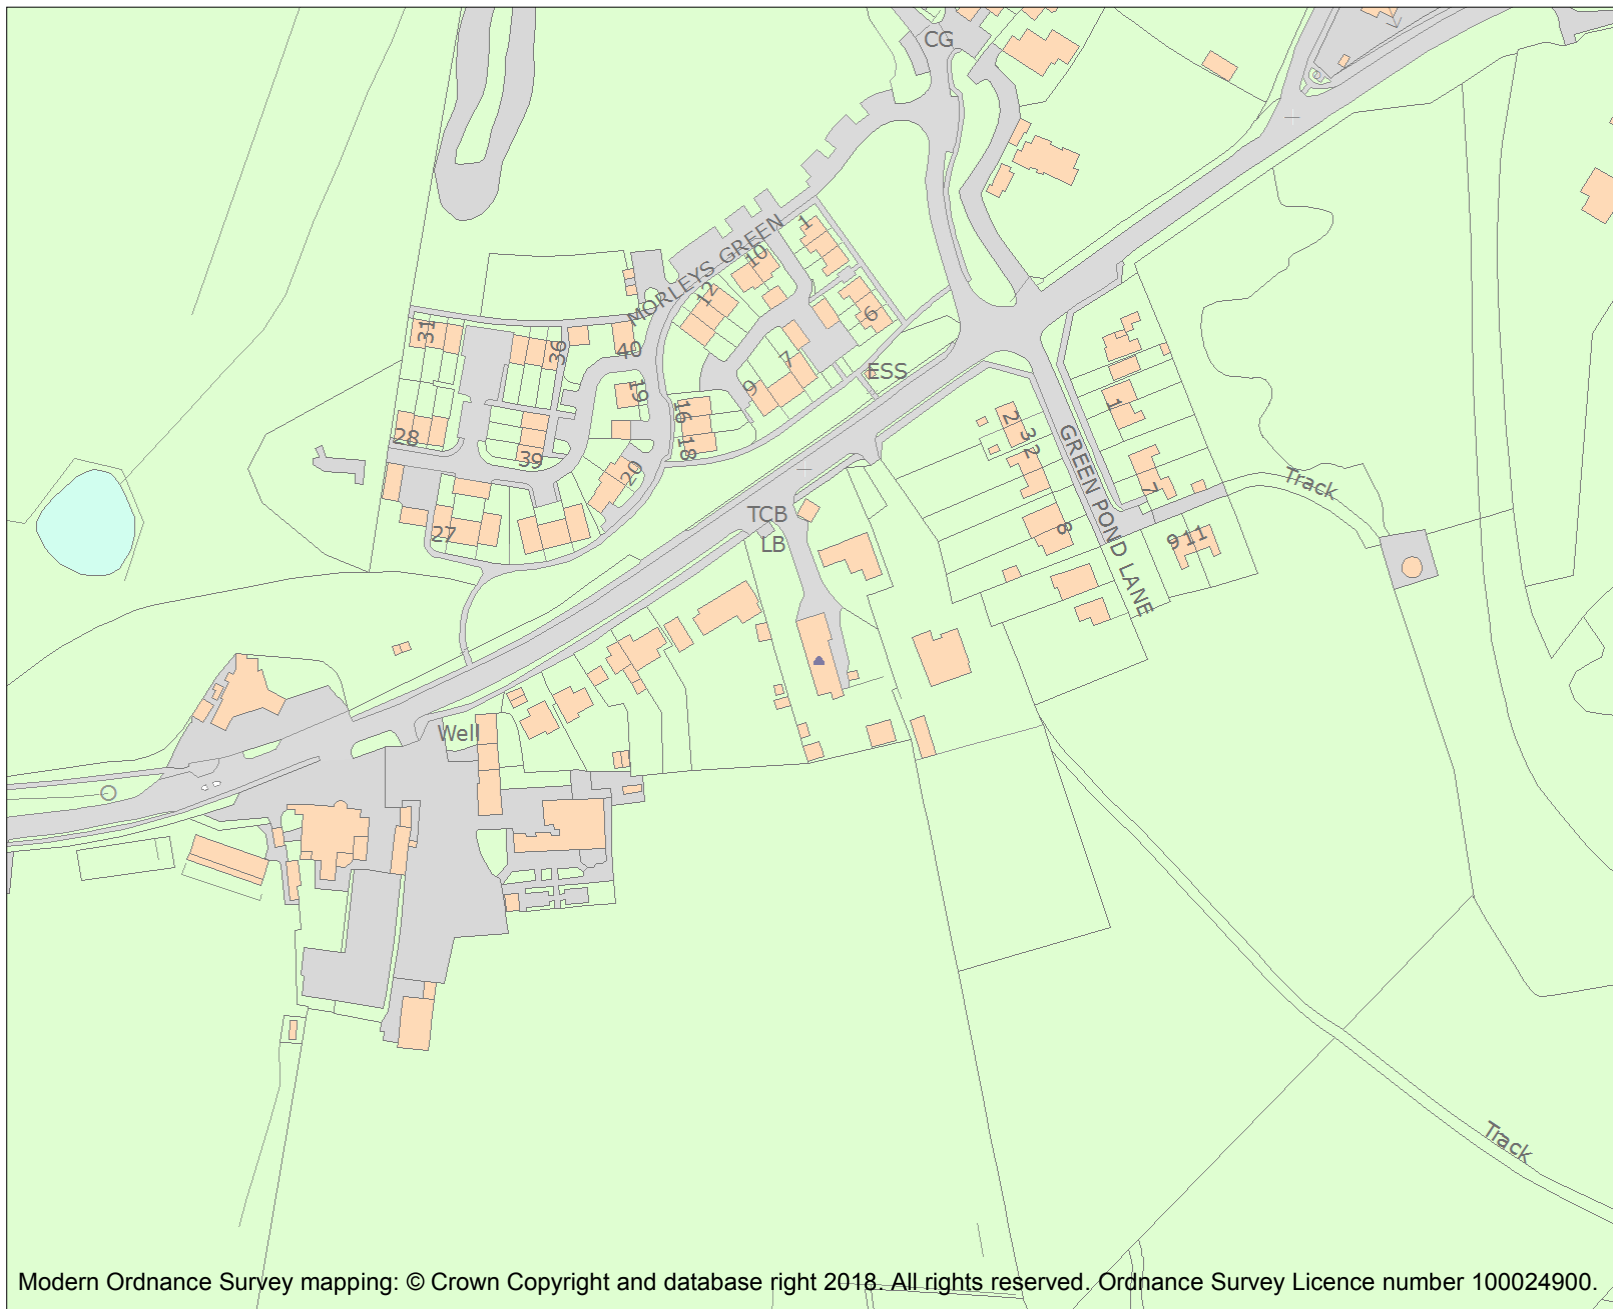 CG
MORLEYS GREEN
1
10
12
6
31
36
40
7
9
ESS
19
16
18
28
39
20
27
2
3
2
1
GREEN POND LANE
7
8
9
11
Track
TCB
LB
Well
Track
Modern Ordnance Survey mapping: © Crown Copyright and database right 2018. All rights reserved. Ordnance Survey Licence number 100024900.